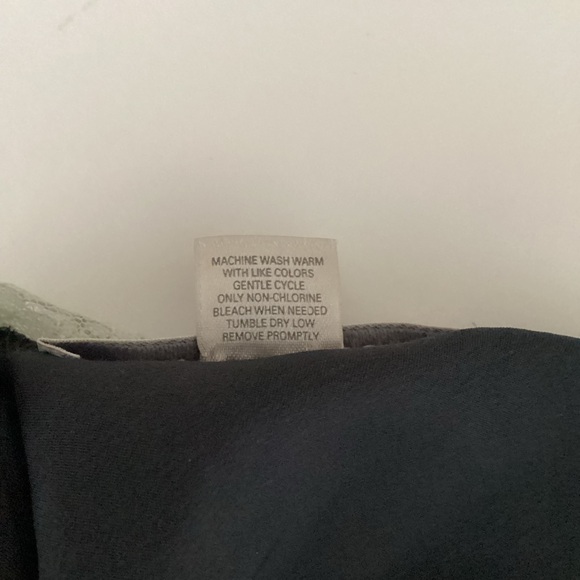 MACHINE WASH WARM
WITH LIKE COLORS
GENTLE CYCLE
ONLY NON-CHLORINE
BLEACH WHEN NEEDED
TUMBLE DRY LOW
REMOVE PROMPTLY